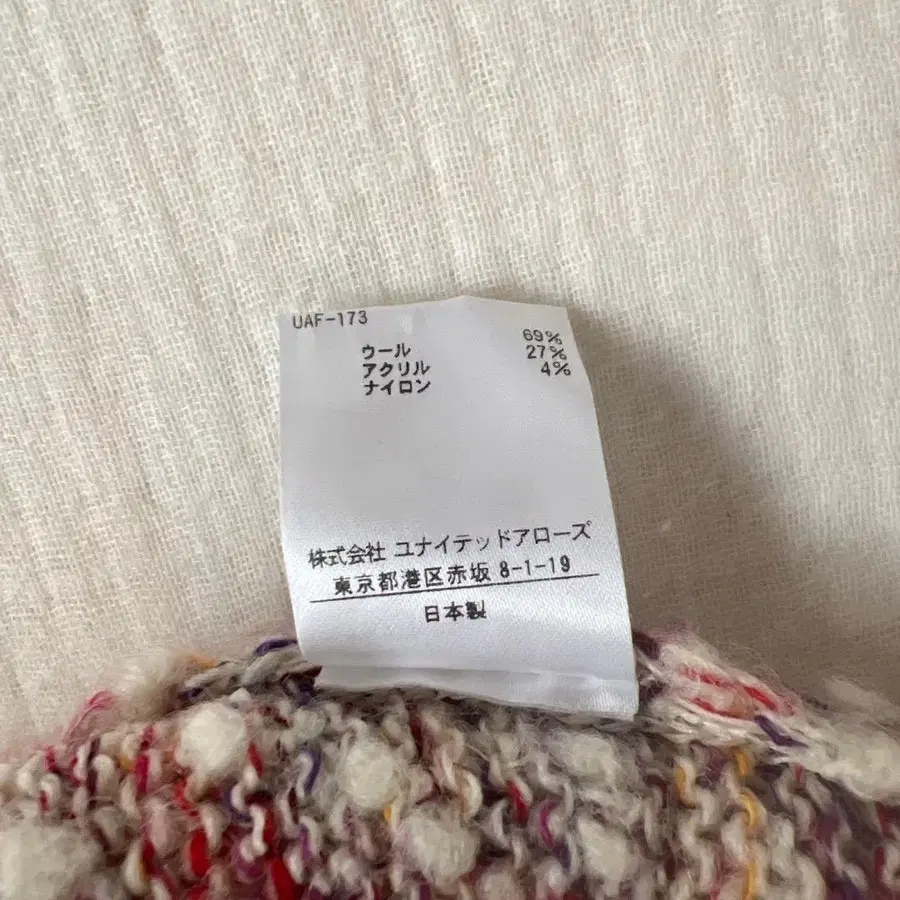 UAF-173
ウール 69%
アクリル 27%
ナイロン 4%
株式会社 ユナイテッドアローズ
東京都港区赤坂 8-1-19
日本製